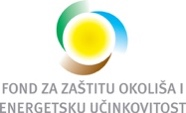 FOND ZA ZAŠTITU OKOLIŠA I
ENERGETSKU UČINKOVITOST